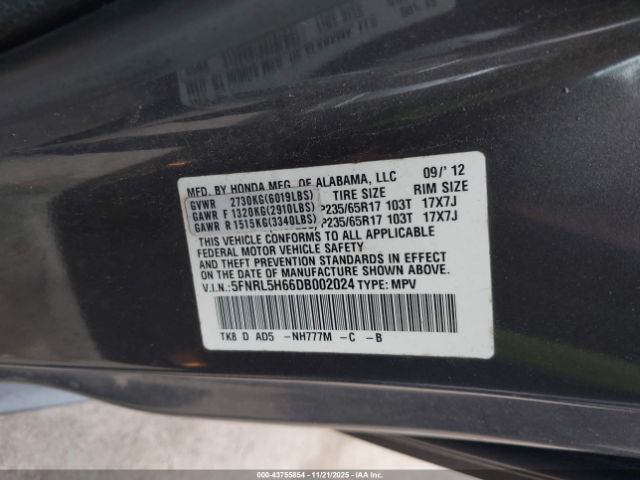 MFD. BY HONDA MFG. OF ALABAMA, LLC 09/'12
GVWR 2730KG(6019LBS) TIRE SIZE RIM SIZE
GAWR F 1320KG(2910LBS) P235/65R17 103T 17X7J
GAWR R 1515KG(3340LBS) P235/65R17 103T 17X7J
THIS VEHICLE CONFORMS TO ALL APPLICABLE
FEDERAL MOTOR VEHICLE SAFETY
AND THEFT PREVENTION STANDARDS IN EFFECT
ON THE DATE OF MANUFACTURE SHOWN ABOVE.
V.I.N.: 5FNRL5H66DB002024 TYPE: MPV
TK8 D AD5 -NH777M -C -B
000-43755854 | 11/21/2025 | IAA Inc. Copyright